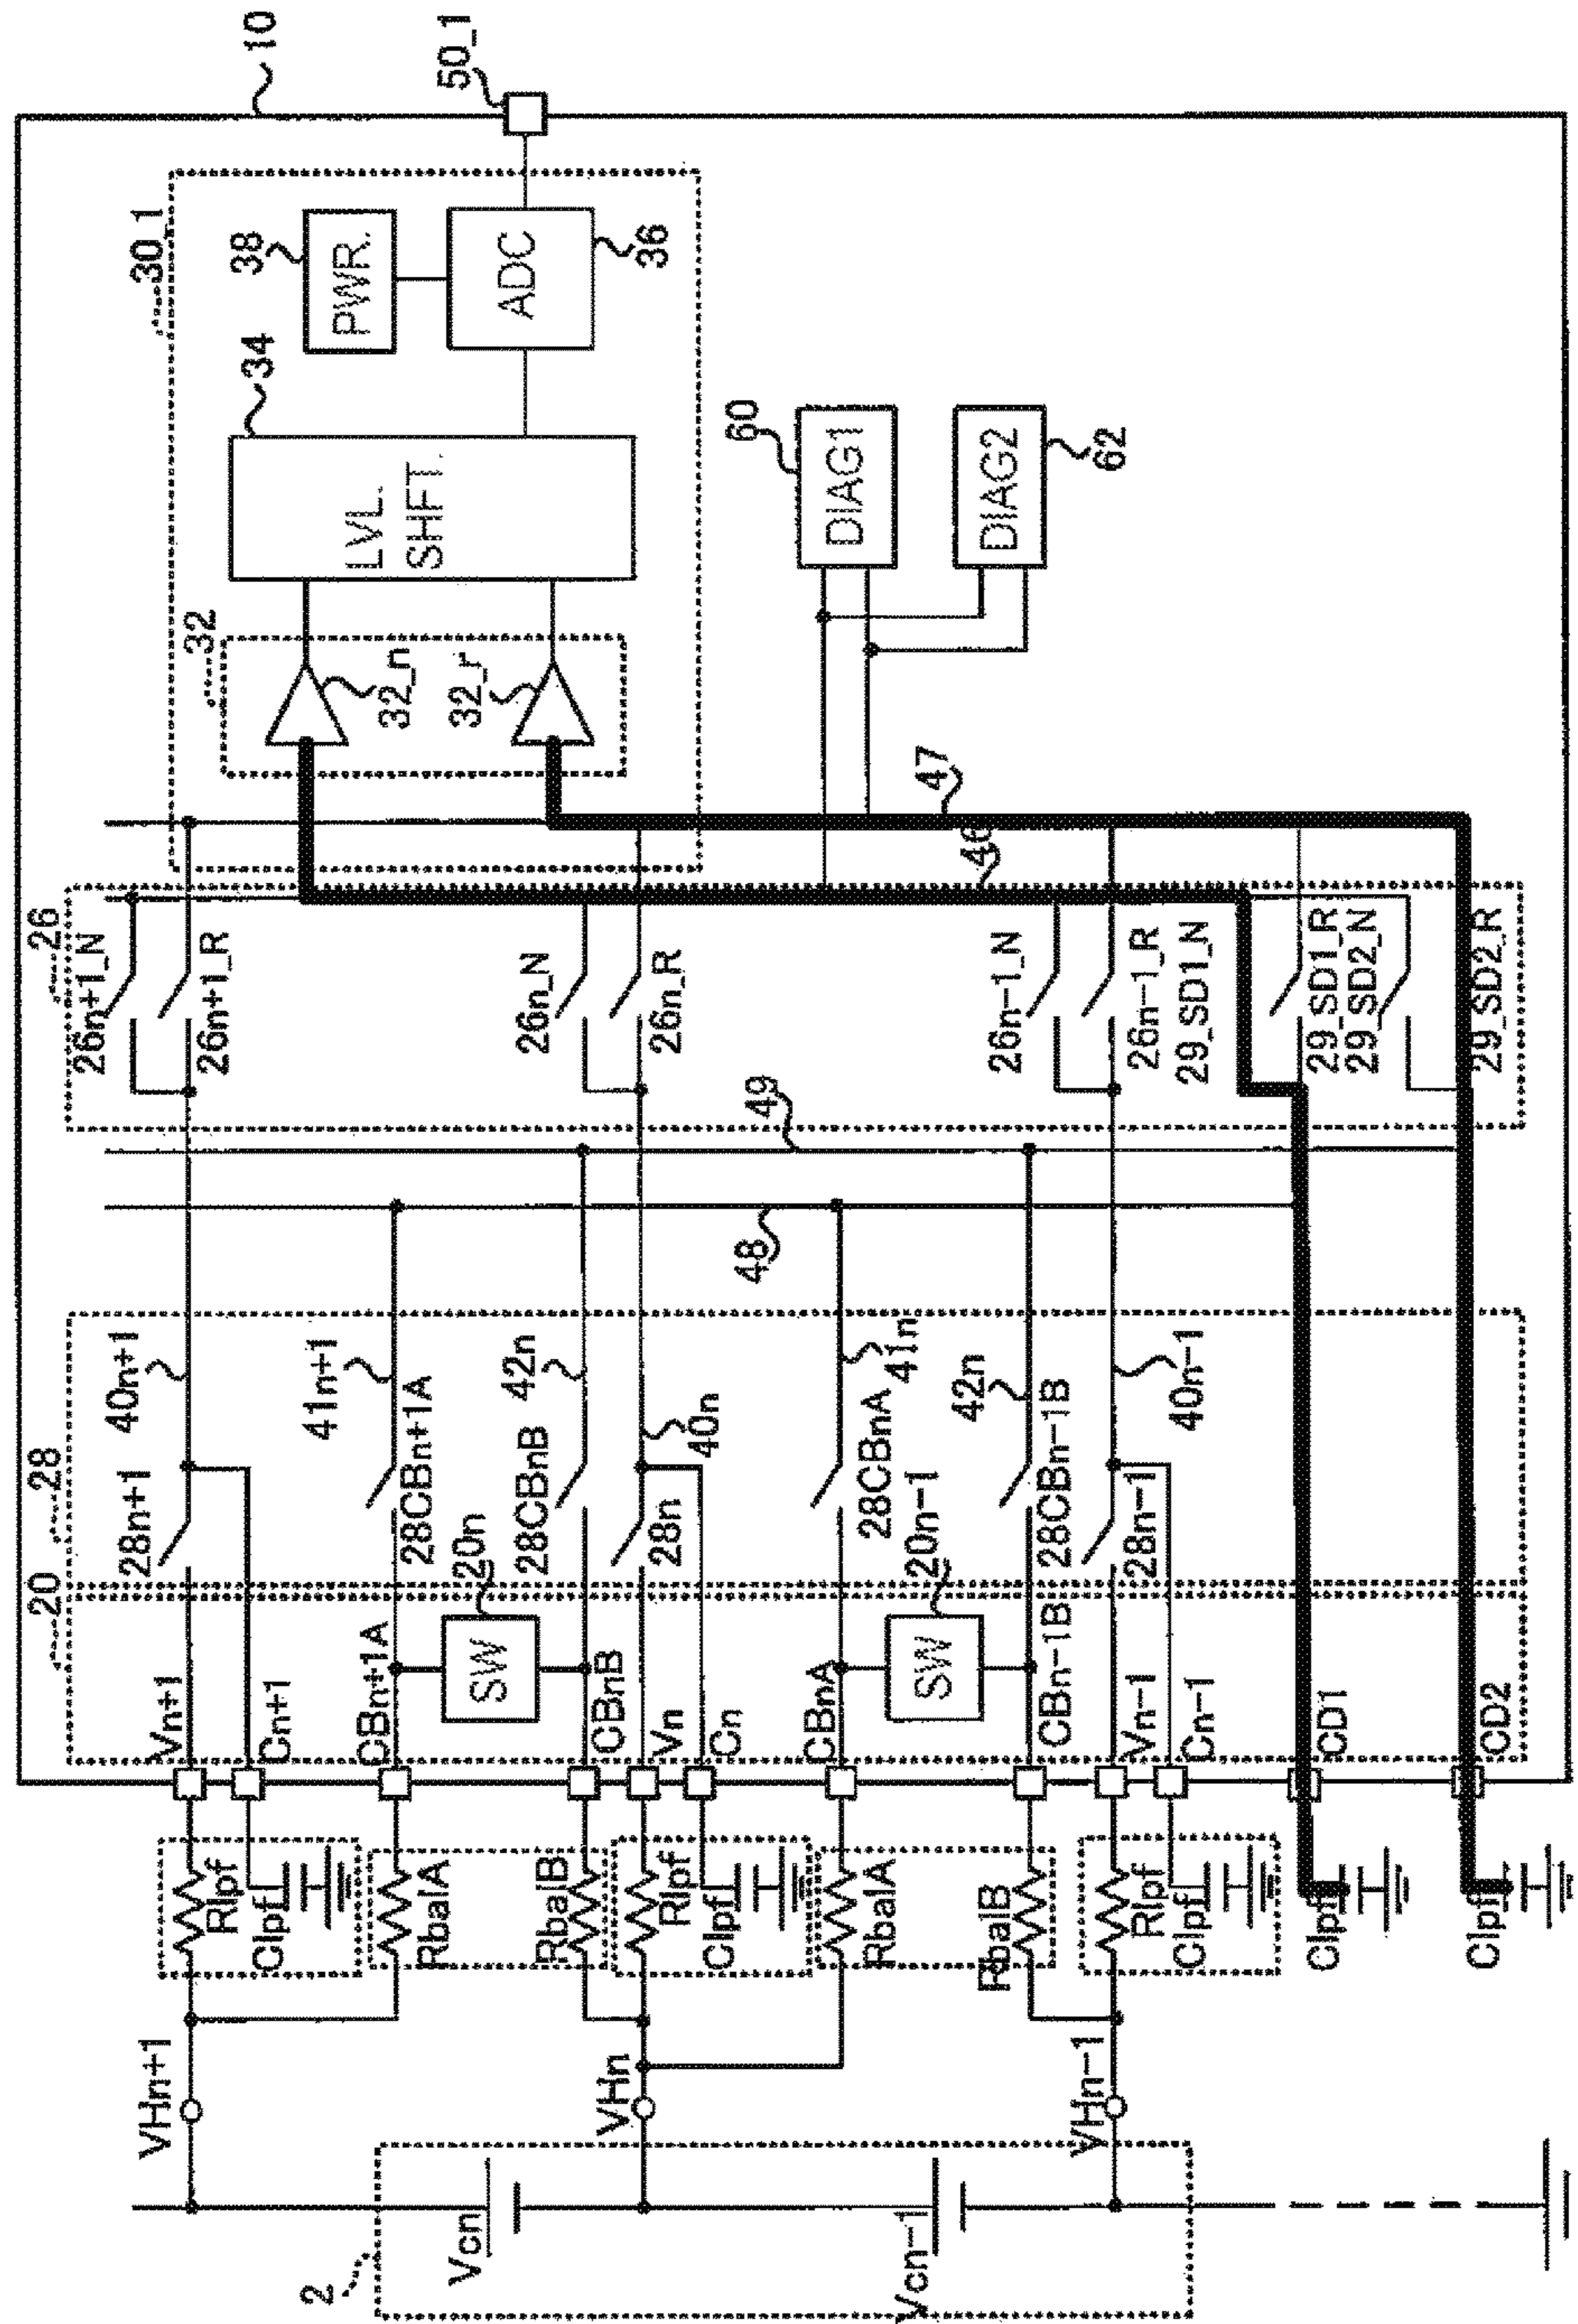 10
50_1
30_1
38
PWR.
ADC
36
34
LVL.
SHFT.
32
32_n
32_r
60
DIAG1
DIAG2
62
47
46
26
26n+1_N
26n+1_R
26n_N
26n_R
26n-1_N
26n-1_R
29_SD1_N
29_SD1_R
29_SD2_N
29_SD2_R
49
48
28
40n+1
41n+1
42n
40n
41n
42n
40n-1
28n+1
28CBn+1A
28CBnB
28n
28CBnA
28CBn-1B
28n-1
20
20n
SW
20n-1
SW
Vn+1
Cn+1
CBn+1A
CBnB
Vn
Cn
CBnA
CBn-1B
Vn-1
Cn-1
CD1
CD2
Rlpf
Clpf
RbalA
RbalB
Rlpf
Clpf
RbalA
RbalB
Rlpf
Clpf
Clpf
Clpf
VHn+1
VHn
VHn-1
2
Vcn
Vcn-1